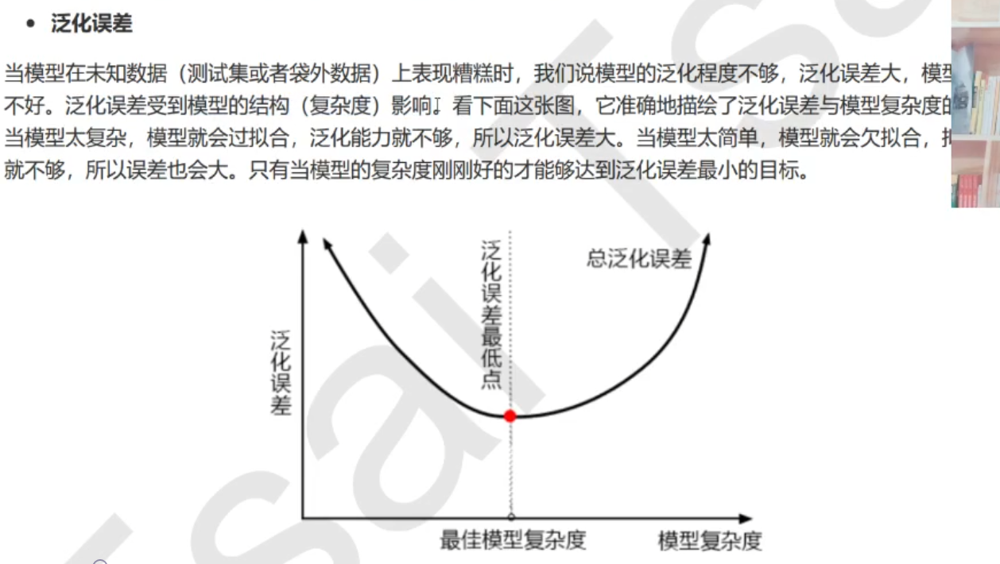 泛化误差
当模型在未知数据（测试集或者袋外数据）上表现糟糕时，我们说模型的泛化程度不够，泛化误差大，模型
不好。泛化误差受到模型的结构（复杂度）影响。看下面这张图，它准确地描绘了泛化误差与模型复杂度的
当模型太复杂，模型就会过拟合，泛化能力就不够，所以泛化误差大。当模型太简单，模型就会欠拟合，拟
就不够，所以误差也会大。只有当模型的复杂度刚刚好的才能够达到泛化误差最小的目标。
泛化误差最低点
总泛化误差
泛化误差
最佳模型复杂度
模型复杂度
Tsai Tsai